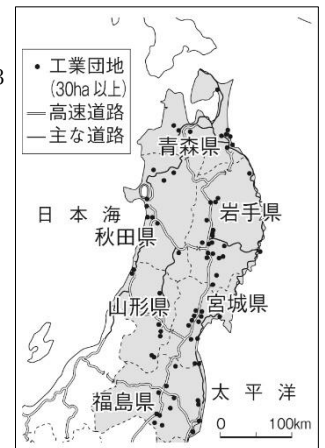 3
工業団地
(30ha 以上)
高速道路
主な道路
青森県
日本海
岩手県
秋田県
山形県
宮城県
福島県
太平洋
0 100km